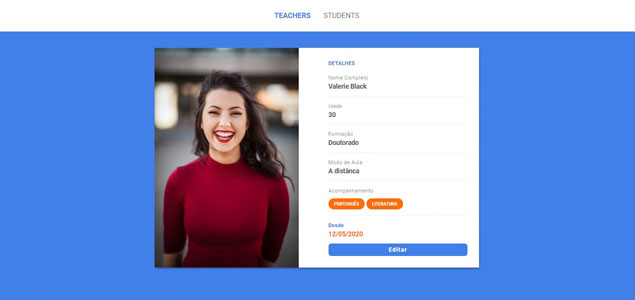 TEACHERS STUDENTS
DETALHES
Nome Completo
Valerie Black
Idade
30
Formação
Doutorado
Modo de Aula
A distânca
Acompanhamento
PORTUGUÊS LITERATURA
Desde
12/05/2020
Editar